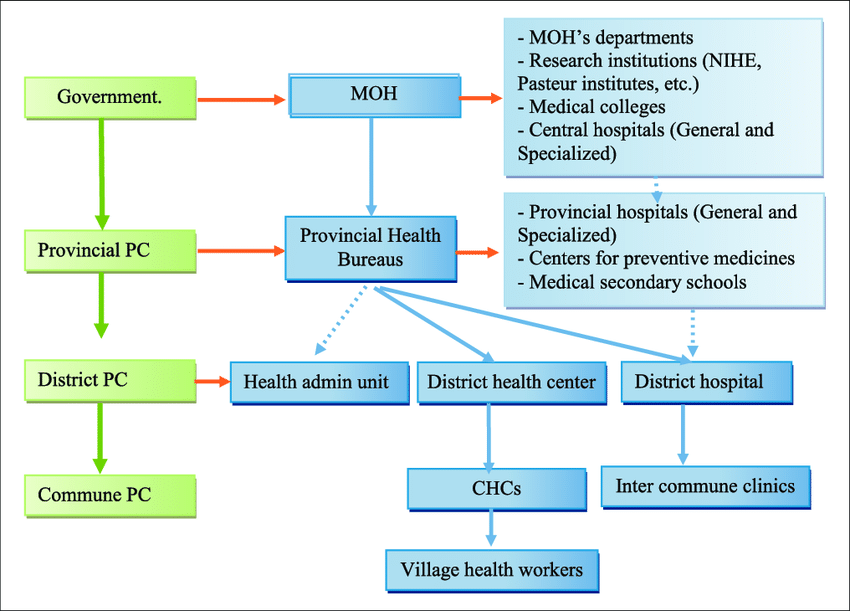 Government.
MOH
- MOH's departments
- Research institutions (NIHE,
Pasteur institutes, etc.)
- Medical colleges
- Central hospitals (General and
Specialized)
Provincial PC
Provincial Health
Bureaus
- Provincial hospitals (General and
Specialized)
- Centers for preventive medicines
- Medical secondary schools
District PC
Health admin unit
District health center
District hospital
Commune PC
CHCs
Inter commune clinics
Village health workers